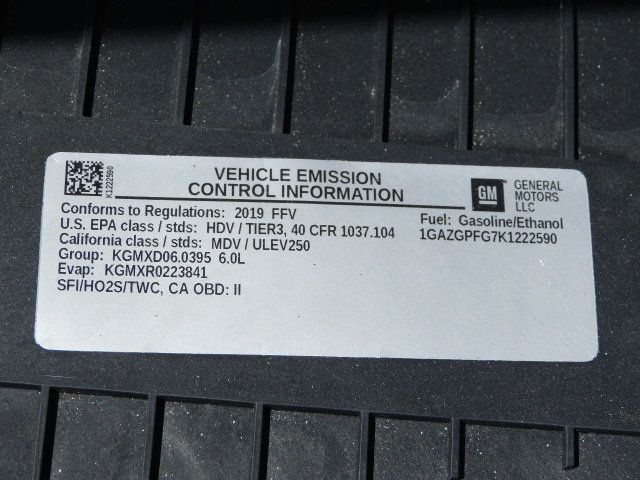 K1222590
VEHICLE EMISSION
CONTROL INFORMATION
GM
GENERAL
MOTORS
LLC
Conforms to Regulations: 2019 FFV
Fuel: Gasoline/Ethanol
U.S. EPA class / stds: HDV / TIER3, 40 CFR 1037.104
1GAZGPFG7K1222590
California class / stds: MDV / ULEV250
Group: KGMXD06.0395 6.0L
Evap: KGMXR0223841
SFI/HO2S/TWC, CA OBD: II